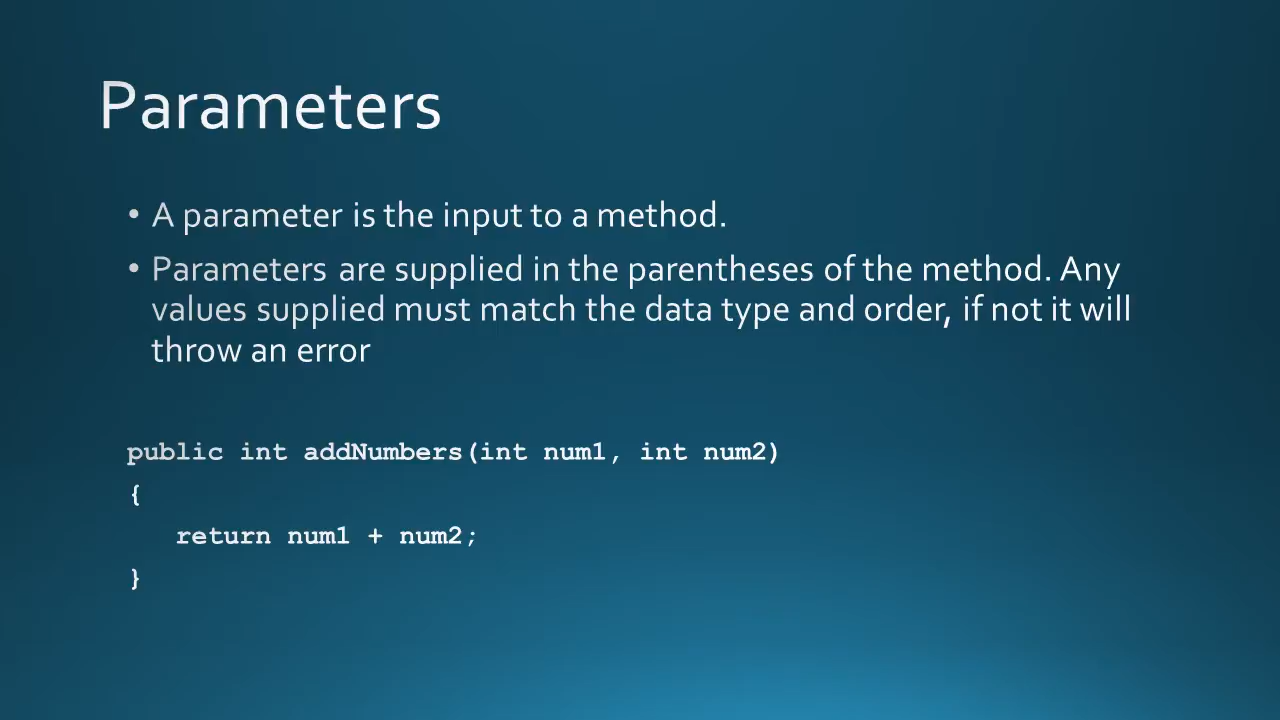 Parameters
• A parameter is the input to a method.
• Parameters are supplied in the parentheses of the method. Any
values supplied must match the data type and order, if not it will
throw an error
public int addNumbers(int num1, int num2)
{
   return num1 + num2;
}